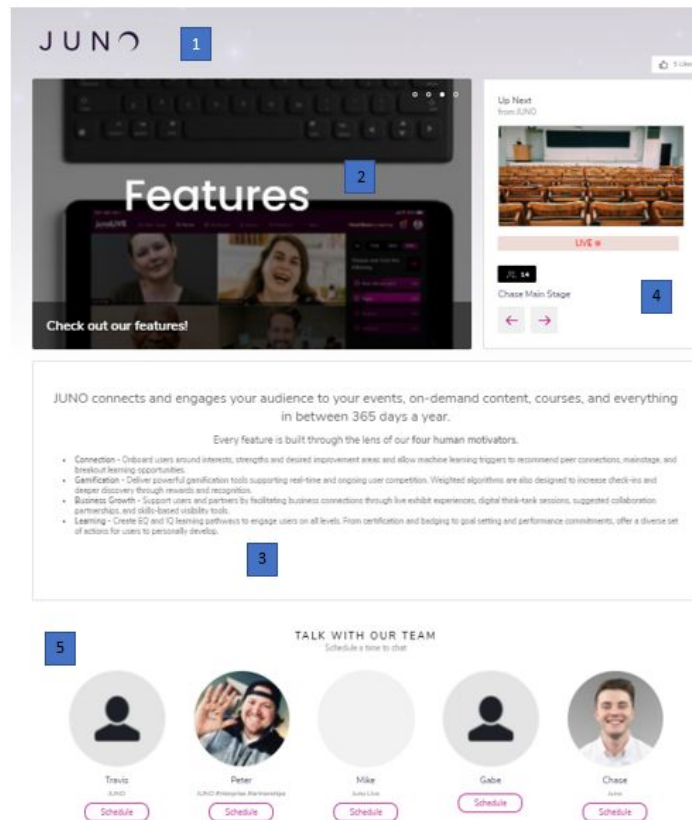 JUNO
1
5 Likes
Features
2
Check out our features!
Up Next
from JUNO
LIVE
14
Chase Main Stage
4
JUNO connects and engages your audience to your events, on-demand content, courses, and everything
in between 365 days a year.
Every feature is built through the lens of our four human motivators.
Connection - Onboard users around interests, strengths and desired improvement areas and allow machine learning triggers to recommend peer connections, mainstage, and
breakout learning opportunities.
Gamification - Deliver powerful gamification tools supporting real-time and ongoing user competition. Weighted algorithms are also designed to increase check-ins and
deeper discovery through rewards and recognition.
Business Growth - Support users and partners by facilitating business connections through live exhibit experiences, digital think-tank sessions, suggested collaboration
partnerships, and skills-based visibility tools.
Learning - Create EQ and IQ learning pathways to engage users on all levels. From certification and badging to goal setting and performance commitments, offer a diverse set
of actions for users to personally develop.
3
5
TALK WITH OUR TEAM
Schedule a time to chat
Travis Peter Mike Gabe Chase
JUNO JUNO Enterprise Partnerships Juno Live Juno
Schedule Schedule Schedule Schedule Schedule